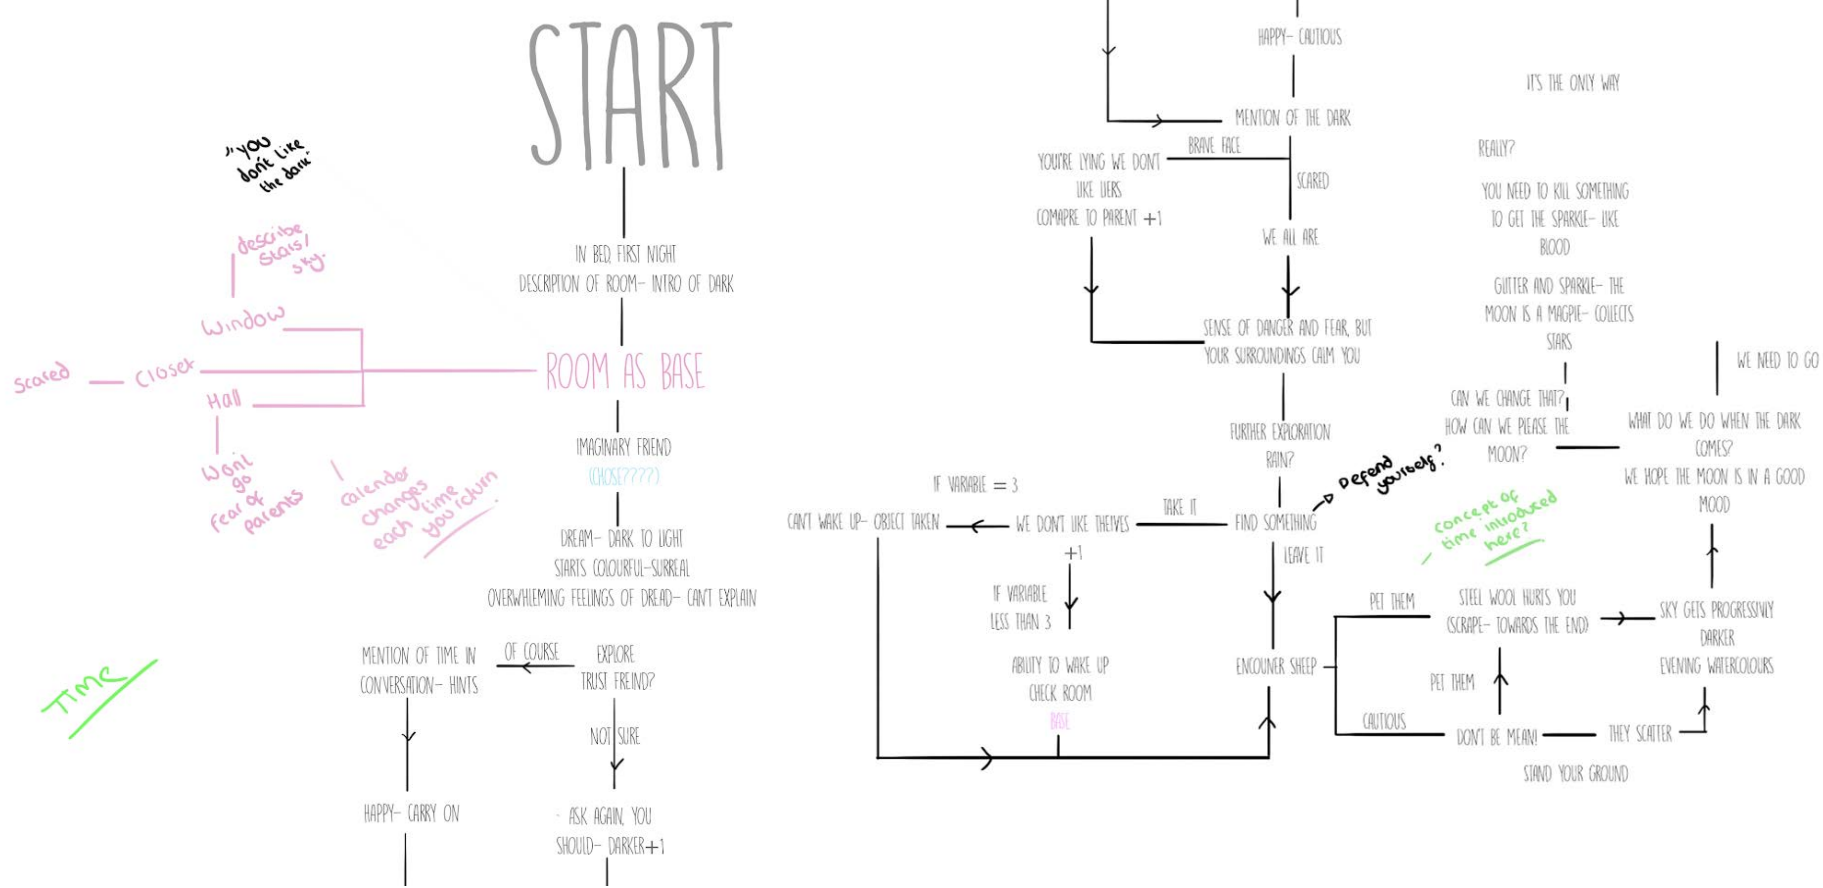 START
"you
don't like
the dark"
describe
stars/
sky.
IN BED, FIRST NIGHT
DESCRIPTION OF ROOM- INTRO OF DARK
Window
Scared
Closet
ROOM AS BASE
Hall
Won't
go
fear of
parents
calender
changes
each time
you return
IMAGINARY FRIEND
(CHOSE????)
DREAM- DARK TO LIGHT
STARTS COLOURFUL-SURREAL
OVERWHLEMING FEELINGS OF DREAD- CAN'T EXPLAIN
TIME
MENTION OF TIME IN
CONVERSATION- HINTS
OF COURSE
EXPLORE
TRUST FREIND?
NOT SURE
HAPPY- CARRY ON
- ASK AGAIN, YOU
SHOULD- DARKER+1
HAPPY- CAUTIOUS
MENTION OF THE DARK
BRAVE FACE
YOU'RE LYING WE DON'T
LIKE LIERS
COMAPRE TO PARENT +1
SCARED
WE ALL ARE
SENSE OF DANGER AND FEAR, BUT
YOUR SURROUNDINGS CALM YOU
FURTHER EXPLORATION
RAIN?
Defend
yourself?
IF VARIABLE = 3
CAN'T WAKE UP- OBJECT TAKEN
WE DON'T LIKE THEIVES
+1
TAKE IT
FIND SOMETHING
LEAVE IT
IF VARIABLE
LESS THAN 3
ABILITY TO WAKE UP
CHECK ROOM
BASE
ENCOUNER SHEEP
PET THEM
CAUTIOUS
STEEL WOOL HURTS YOU
(SCRAPE- TOWARDS THE END)
PET THEM
DON'T BE MEAN!
THEY SCATTER
STAND YOUR GROUND
SKY GETS PROGRESSIVLY
DARKER
EVENING WATERCOLOURS
concept of
time introduced
here?
IT'S THE ONLY WAY
REALLY?
YOU NEED TO KILL SOMETHING
TO GET THE SPARKLE- LIKE
BLOOD
GLITTER AND SPARKLE- THE
MOON IS A MAGPIE- COLLECTS
STARS
CAN WE CHANGE THAT?
HOW CAN WE PLEASE THE
MOON?
WE NEED TO GO
WHAT DO WE DO WHEN THE DARK
COMES?
WE HOPE THE MOON IS IN A GOOD
MOOD